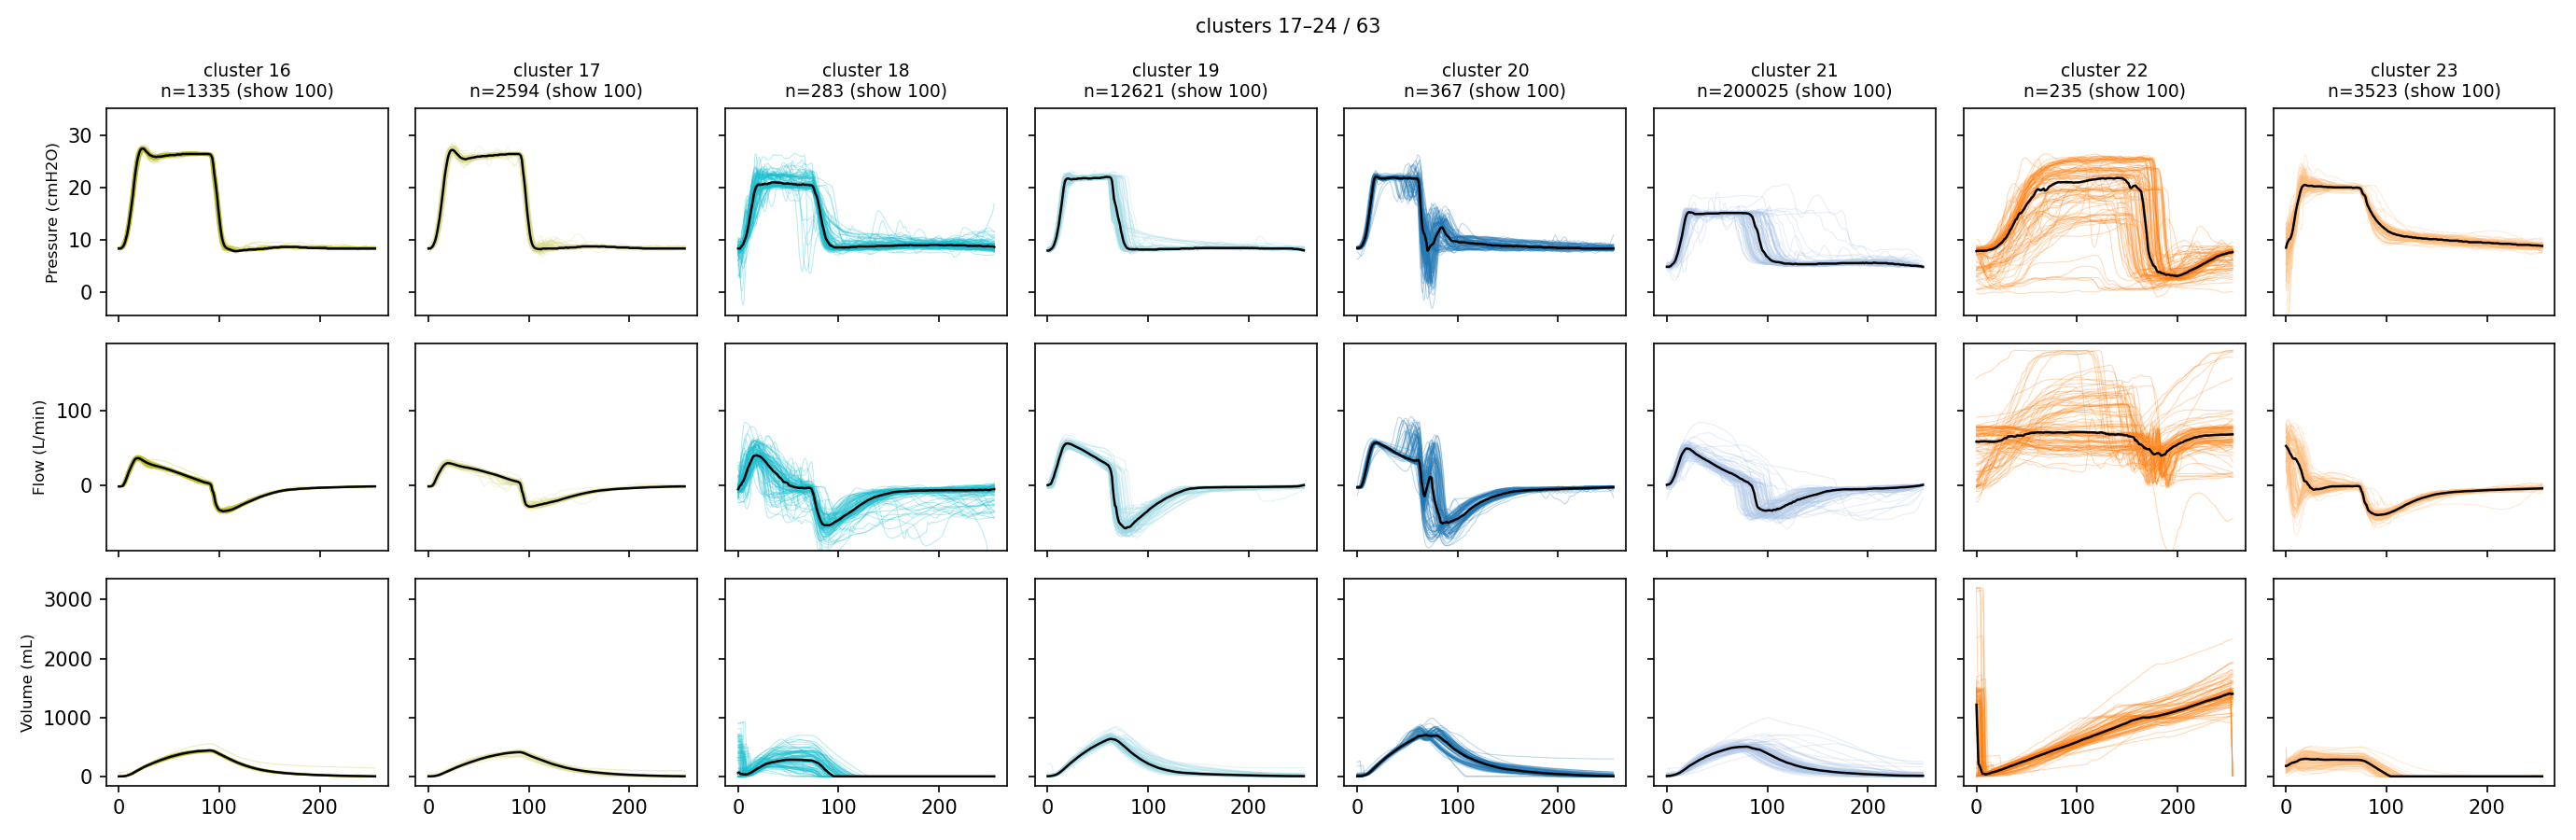 clusters 17–24 / 63
cluster 16
n=1335 (show 100)
cluster 17
n=2594 (show 100)
cluster 18
n=283 (show 100)
cluster 19
n=12621 (show 100)
cluster 20
n=367 (show 100)
cluster 21
n=200025 (show 100)
cluster 22
n=235 (show 100)
cluster 23
n=3523 (show 100)
Pressure (cmH2O)
30
20
10
0
Flow (L/min)
100
0
Volume (mL)
3000
2000
1000
0
0 100 200
0 100 200
0 100 200
0 100 200
0 100 200
0 100 200
0 100 200
0 100 200